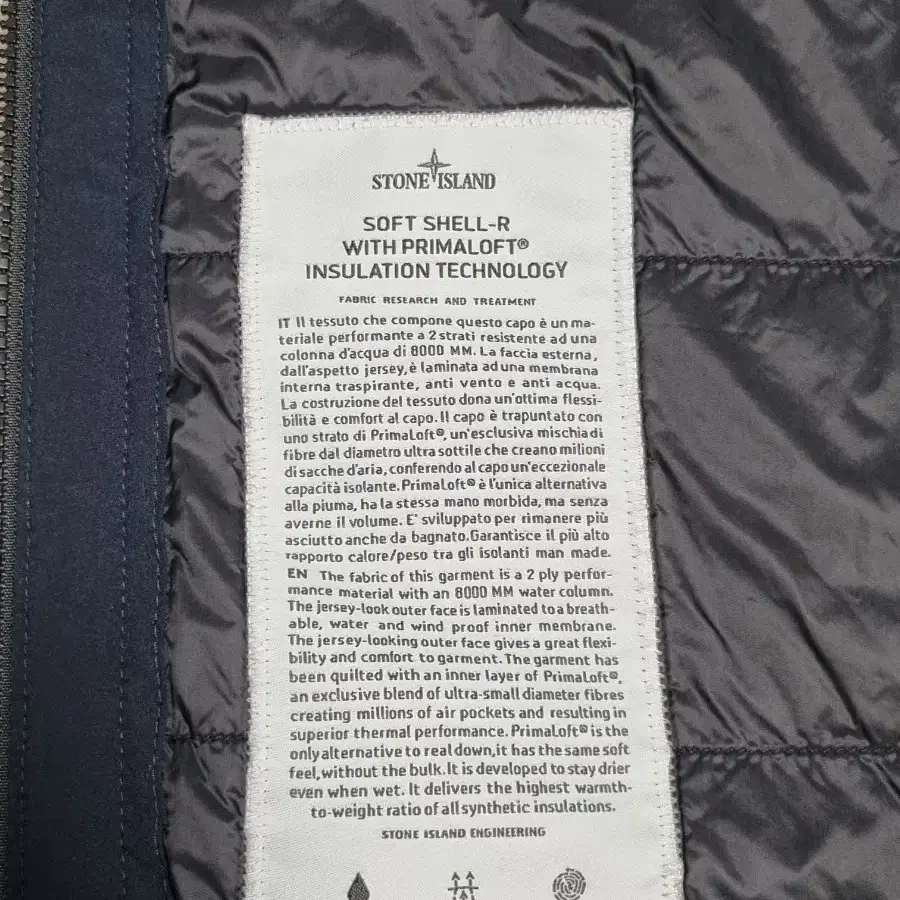 STONE ISLAND
SOFT SHELL-R
WITH PRIMALOFT®
INSULATION TECHNOLOGY
FABRIC RESEARCH AND TREATMENT
IT Il tessuto che compone questo capo è un ma-
teriale performante a 2 strati resistente ad una
colonna d'acqua di 8000 MM. La faccia esterna,
dall'aspetto jersey, è laminata ad una membrana
interna traspirante, anti vento e anti acqua.
La costruzione del tessuto dona un'ottima flessi-
bilità e comfort al capo. Il capo è trapuntato con
uno strato di PrimaLoft®, un'esclusiva mischia di
fibre dal diametro ultra sottile che creano milioni
di sacche d'aria, conferendo al capo un'eccezionale
capacità isolante. PrimaLoft® è l'unica alternativa
alla piuma, ha la stessa mano morbida, ma senza
averne il volume. E' sviluppato per rimanere più
asciutto anche da bagnato. Garantisce il più alto
rapporto calore/peso tra gli isolanti man made.
EN The fabric of this garment is a 2 ply perfor-
mance material with an 8000 MM water column.
The jersey-look outer face is laminated to a breath-
able, water and wind proof inner membrane.
The jersey-looking outer face gives a great flexi-
bility and comfort to garment. The garment has
been quilted with an inner layer of PrimaLoft®,
an exclusive blend of ultra-small diameter fibres
creating millions of air pockets and resulting in
superior thermal performance. PrimaLoft® is the
only alternative to real down, it has the same soft
feel, without the bulk. It is developed to stay drier
even when wet. It delivers the highest warmth-
to-weight ratio of all synthetic insulations.
STONE ISLAND ENGINEERING